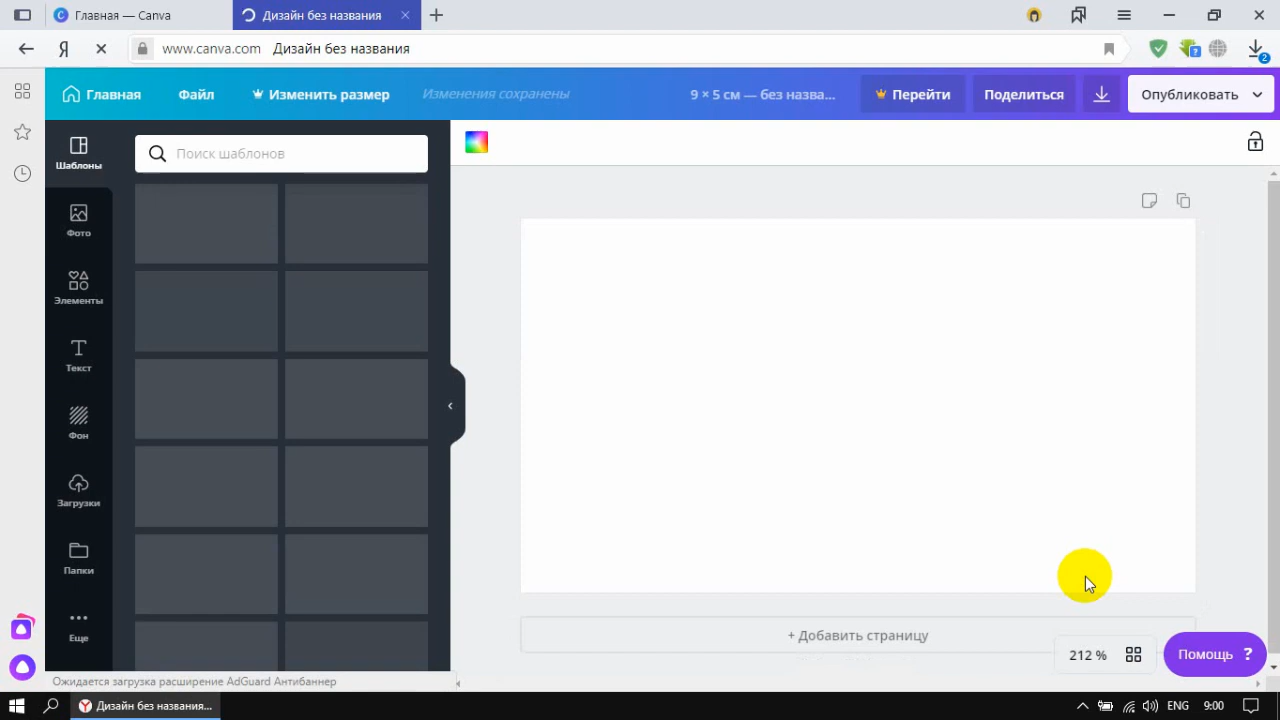 Главная — Canva
Дизайн без названия
www.canva.com Дизайн без названия
2
Главная
Файл
Изменить размер
Изменения сохранены
9 × 5 см — без назва...
Перейти
Поделиться
Опубликовать
Шаблоны
Поиск шаблонов
Фото
Элементы
Текст
Фон
Загрузки
Папки
Еще
+ Добавить страницу
212 %
Помощь ?
Ожидается загрузка расширение AdGuard Антибаннер
Дизайн без названия...
ENG
9:00